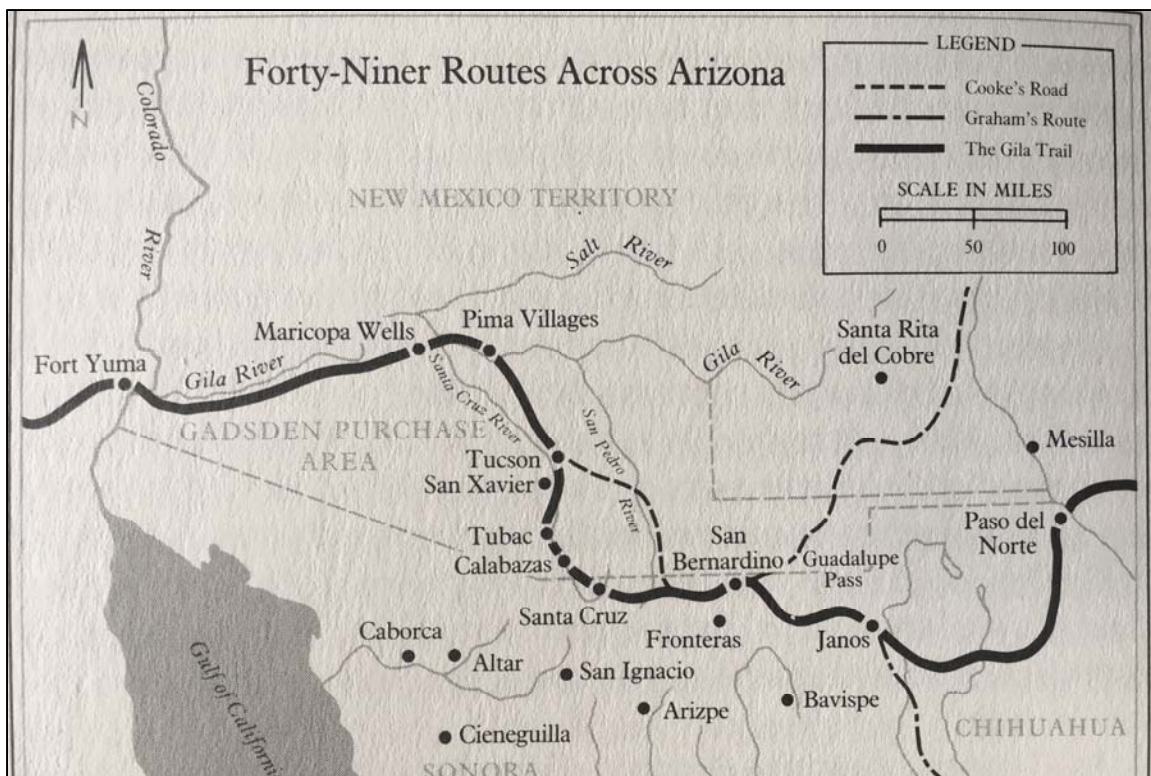 Forty-Niner Routes Across Arizona
LEGEND
Cooke's Road
Graham's Route
The Gila Trail
SCALE IN MILES
0 50 100
N
Colorado
River
NEW MEXICO TERRITORY
Salt River
Maricopa Wells
Pima Villages
Santa Rita
del Cobre
Fort Yuma
Gila River
Gila River
Santa Cruz River
San Pedro
River
GADSDEN PURCHASE
AREA
Mesilla
Tucson
San Xavier
Tubac
Calabazas
San
Bernardino
Guadalupe
Pass
Paso del
Norte
Santa Cruz
Fronteras
Janos
Caborca
Altar
San Ignacio
Arizpe
Bavispe
Cieneguilla
Gulf of California
SONORA
CHIHUAHUA